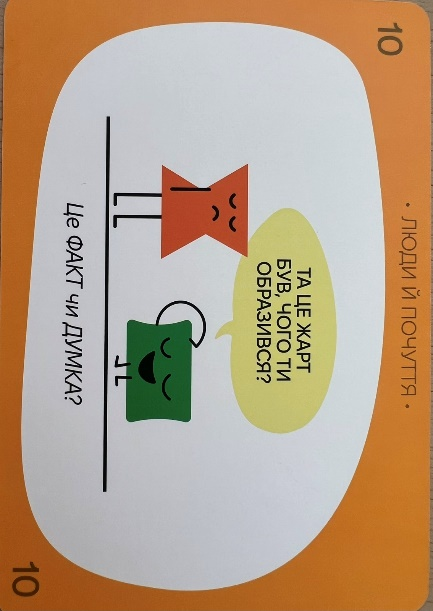 10
• ЛЮДИ Й ПОЧУТТЯ •
ТА ЦЕ ЖАРТ
БУВ, ЧОГО ТИ
ОБРАЗИВСЯ?
Це ФАКТ чи ДУМКА?
10